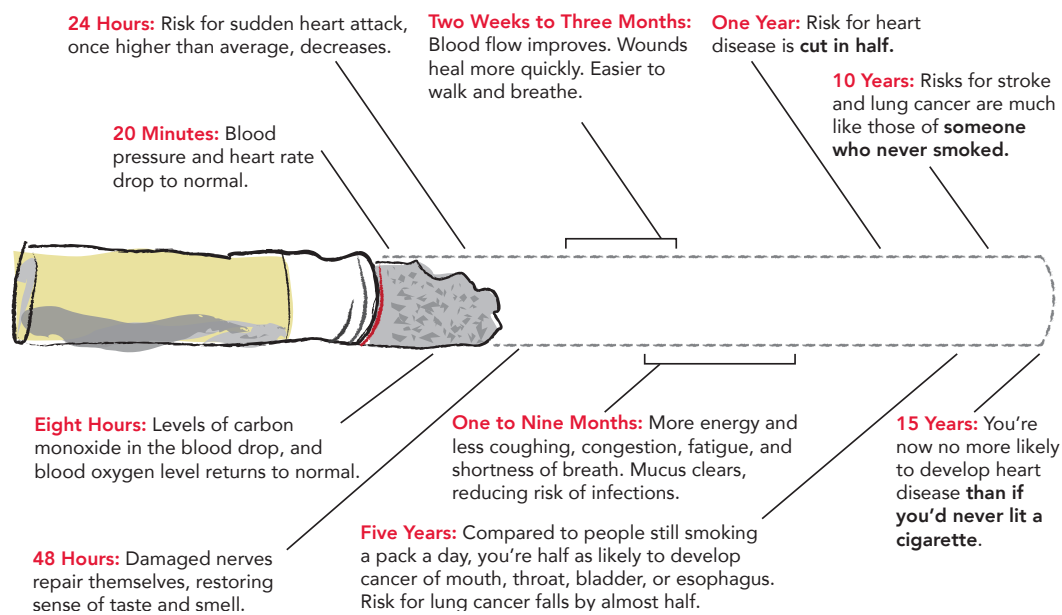 24 Hours: Risk for sudden heart attack,
once higher than average, decreases.
Two Weeks to Three Months:
Blood flow improves. Wounds
heal more quickly. Easier to
walk and breathe.
One Year: Risk for heart
disease is cut in half.
10 Years: Risks for stroke
and lung cancer are much
like those of someone
who never smoked.
20 Minutes: Blood
pressure and heart rate
drop to normal.
Eight Hours: Levels of carbon
monoxide in the blood drop, and
blood oxygen level returns to normal.
One to Nine Months: More energy and
less coughing, congestion, fatigue, and
shortness of breath. Mucus clears,
reducing risk of infections.
15 Years: You’re
now no more likely
to develop heart
disease than if
you’d never lit a
cigarette.
48 Hours: Damaged nerves
repair themselves, restoring
sense of taste and smell.
Five Years: Compared to people still smoking
a pack a day, you’re half as likely to develop
cancer of mouth, throat, bladder, or esophagus.
Risk for lung cancer falls by almost half.